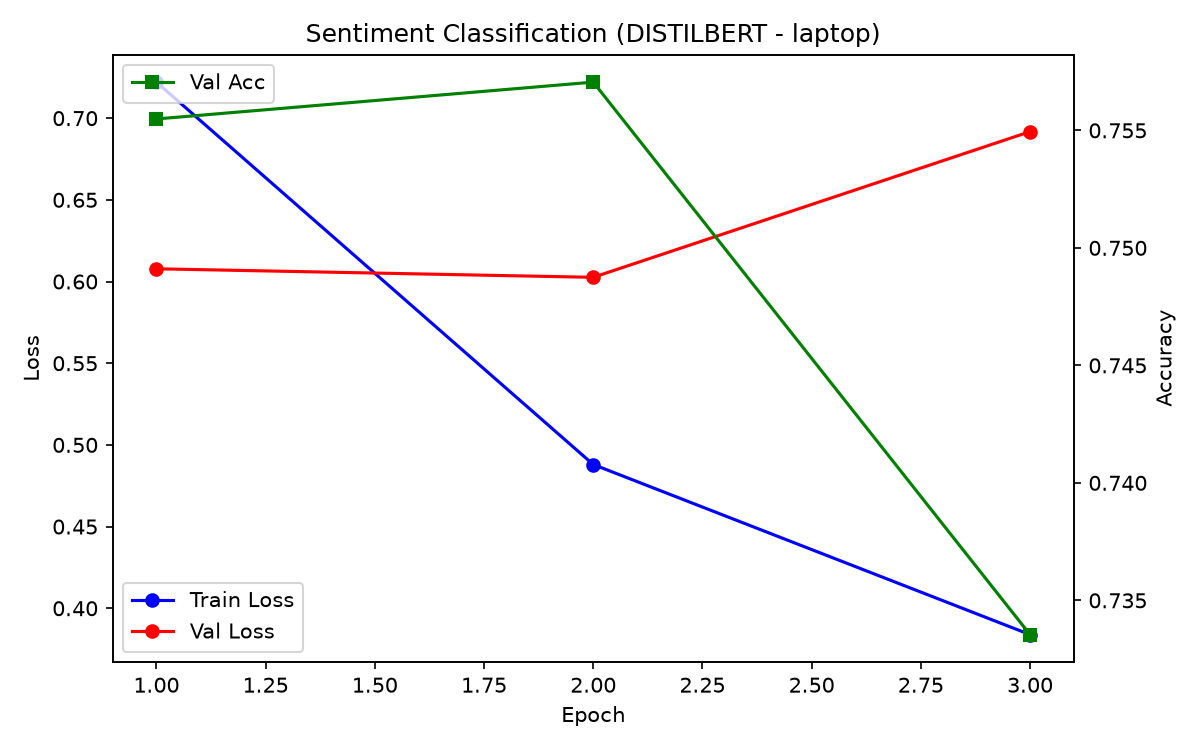 Sentiment Classification (DISTILBERT - laptop)
Val Acc
0.70
0.65
0.60
0.55
0.50
0.45
0.40
Loss
0.755
0.750
0.745
0.740
0.735
Accuracy
Train Loss
Val Loss
1.00 1.25 1.50 1.75 2.00 2.25 2.50 2.75 3.00
Epoch